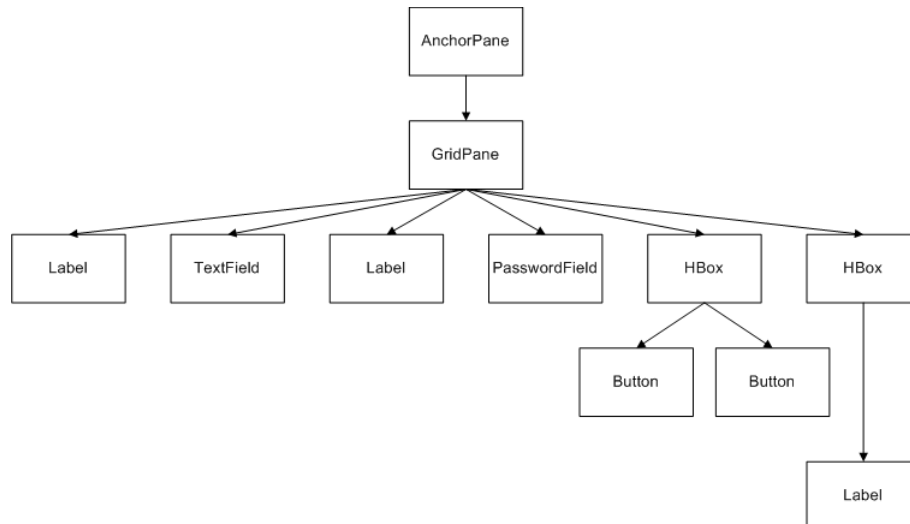 AnchorPane
GridPane
Label
TextField
Label
PasswordField
HBox
HBox
Button
Button
Label